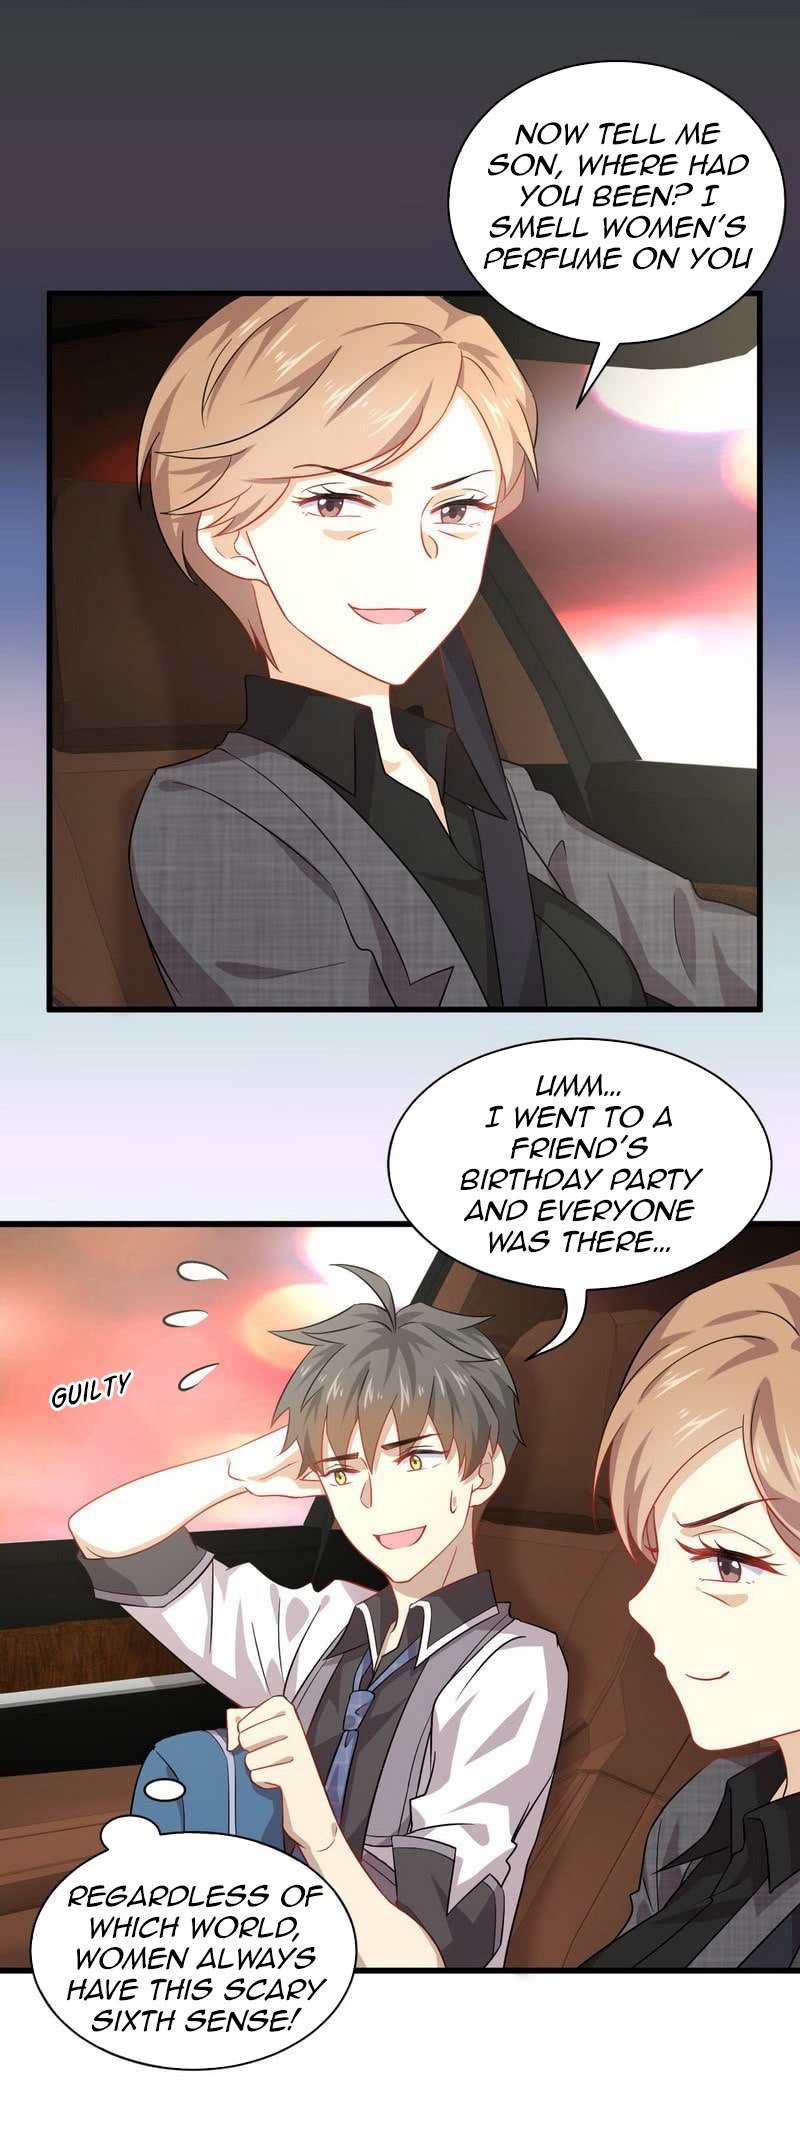 NOW TELL ME
SON, WHERE HAD
YOU BEEN? I
SMELL WOMEN'S
PERFUME ON YOU
UMM...
I WENT TO A
FRIEND'S
BIRTHDAY PARTY
AND EVERYONE
WAS THERE...
GUILTY
REGARDLESS OF
WHICH WORLD,
WOMEN ALWAYS
HAVE THIS SCARY
SIXTH SENSE!